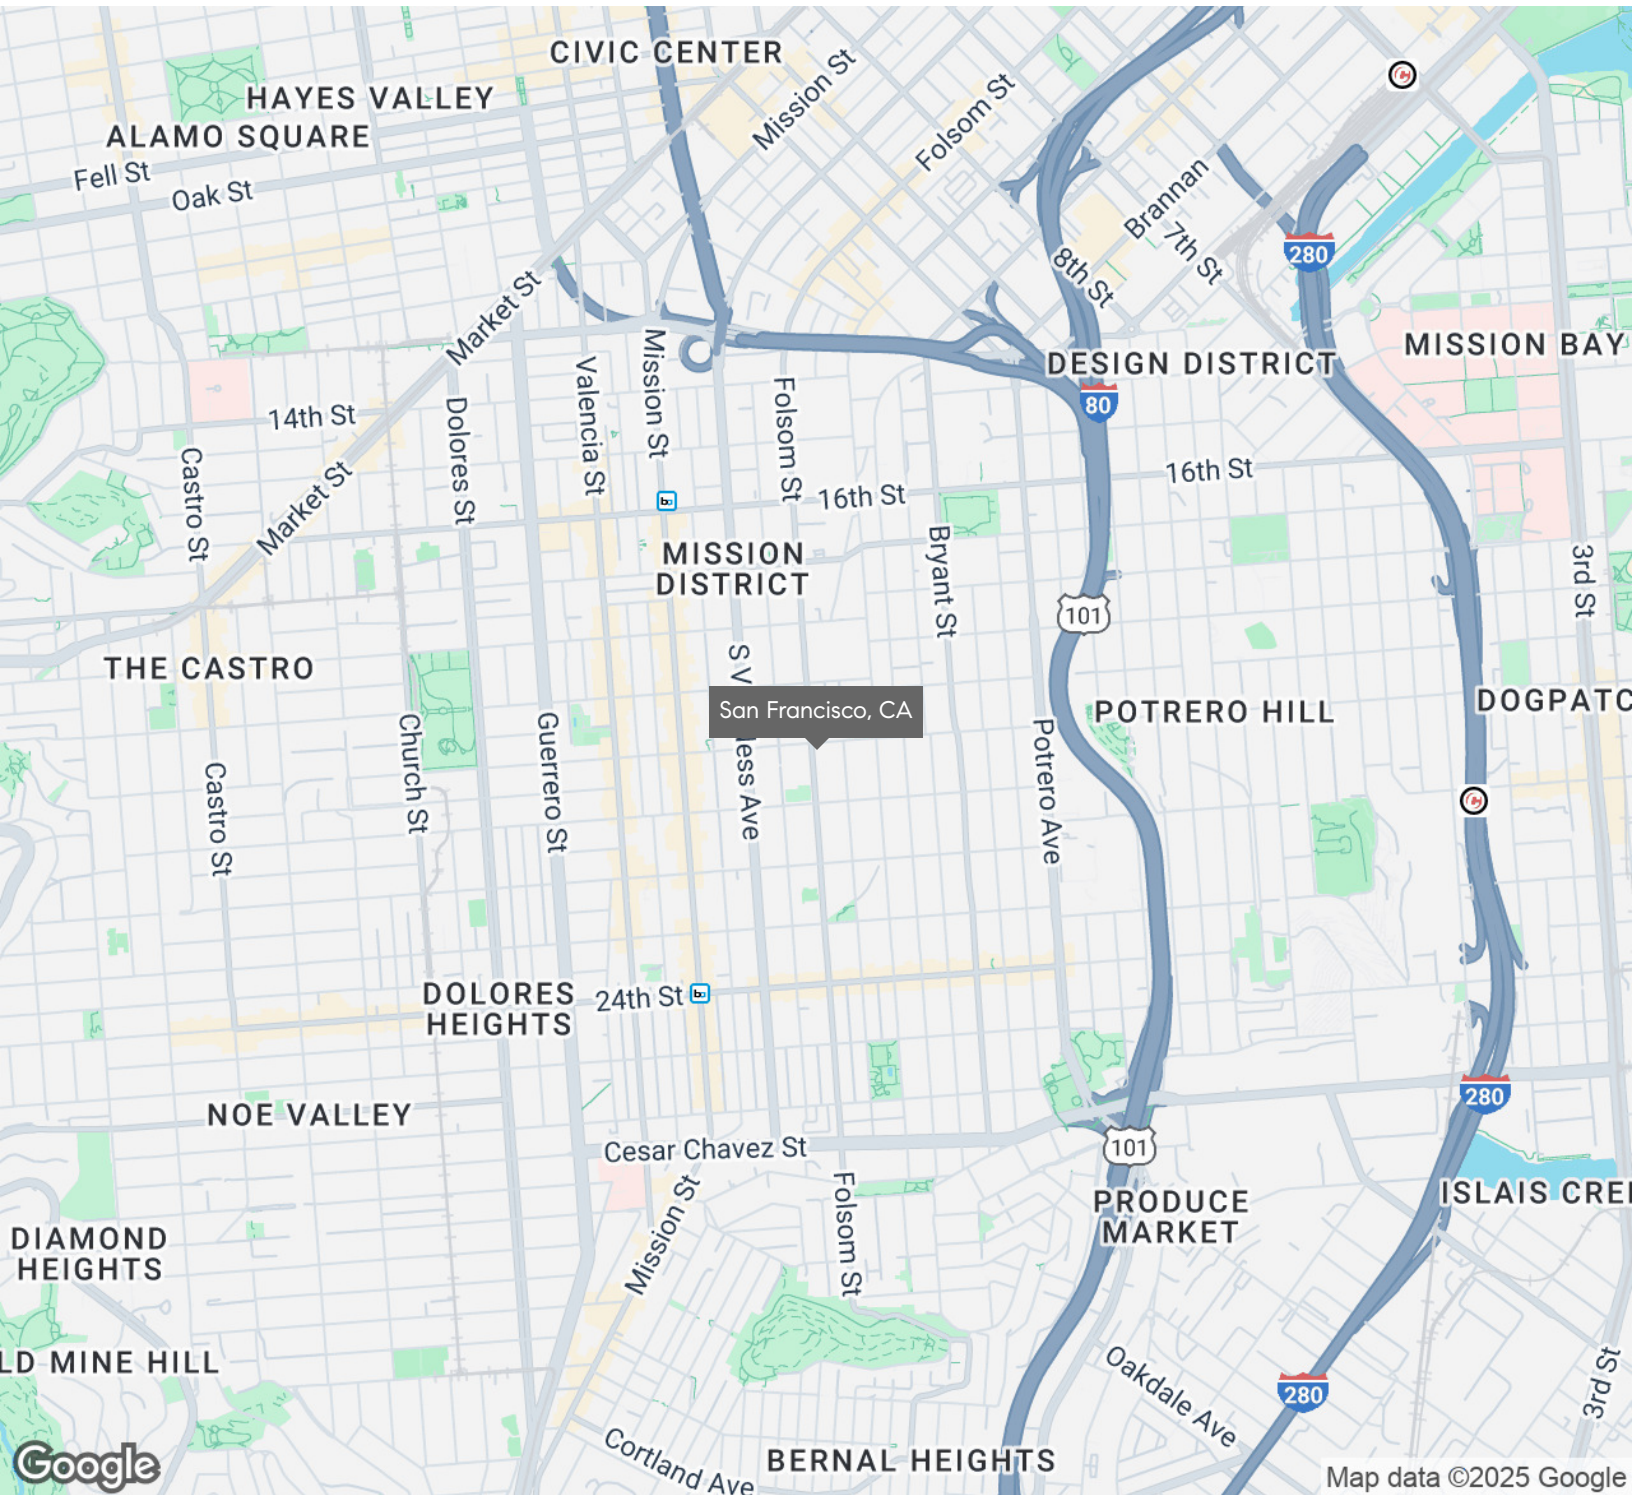 CIVIC CENTER
Mission St
Folsom St
HAYES VALLEY
ALAMO SQUARE
Fell St
Oak St
Brannan
7th St
8th St
280
Market St
MISSION BAY
DESIGN DISTRICT
80
Mission St
Valencia St
Folsom St
Dolores St
14th St
Castro St
Market St
16th St
16th St
MISSION
DISTRICT
Bryant St
3rd St
101
THE CASTRO
S V
San Francisco, CA
ness Ave
POTRERO HILL
DOGPATC
Church St
Guerrero St
Potrero Ave
Castro St
DOLORES
HEIGHTS
24th St
NOE VALLEY
280
Cesar Chavez St
101
Mission St
Folsom St
PRODUCE
MARKET
ISLAIS CREE
DIAMOND
HEIGHTS
LD MINE HILL
Oakdale Ave
280
3rd St
Cortland Ave
BERNAL HEIGHTS
Google
Map data ©2025 Google